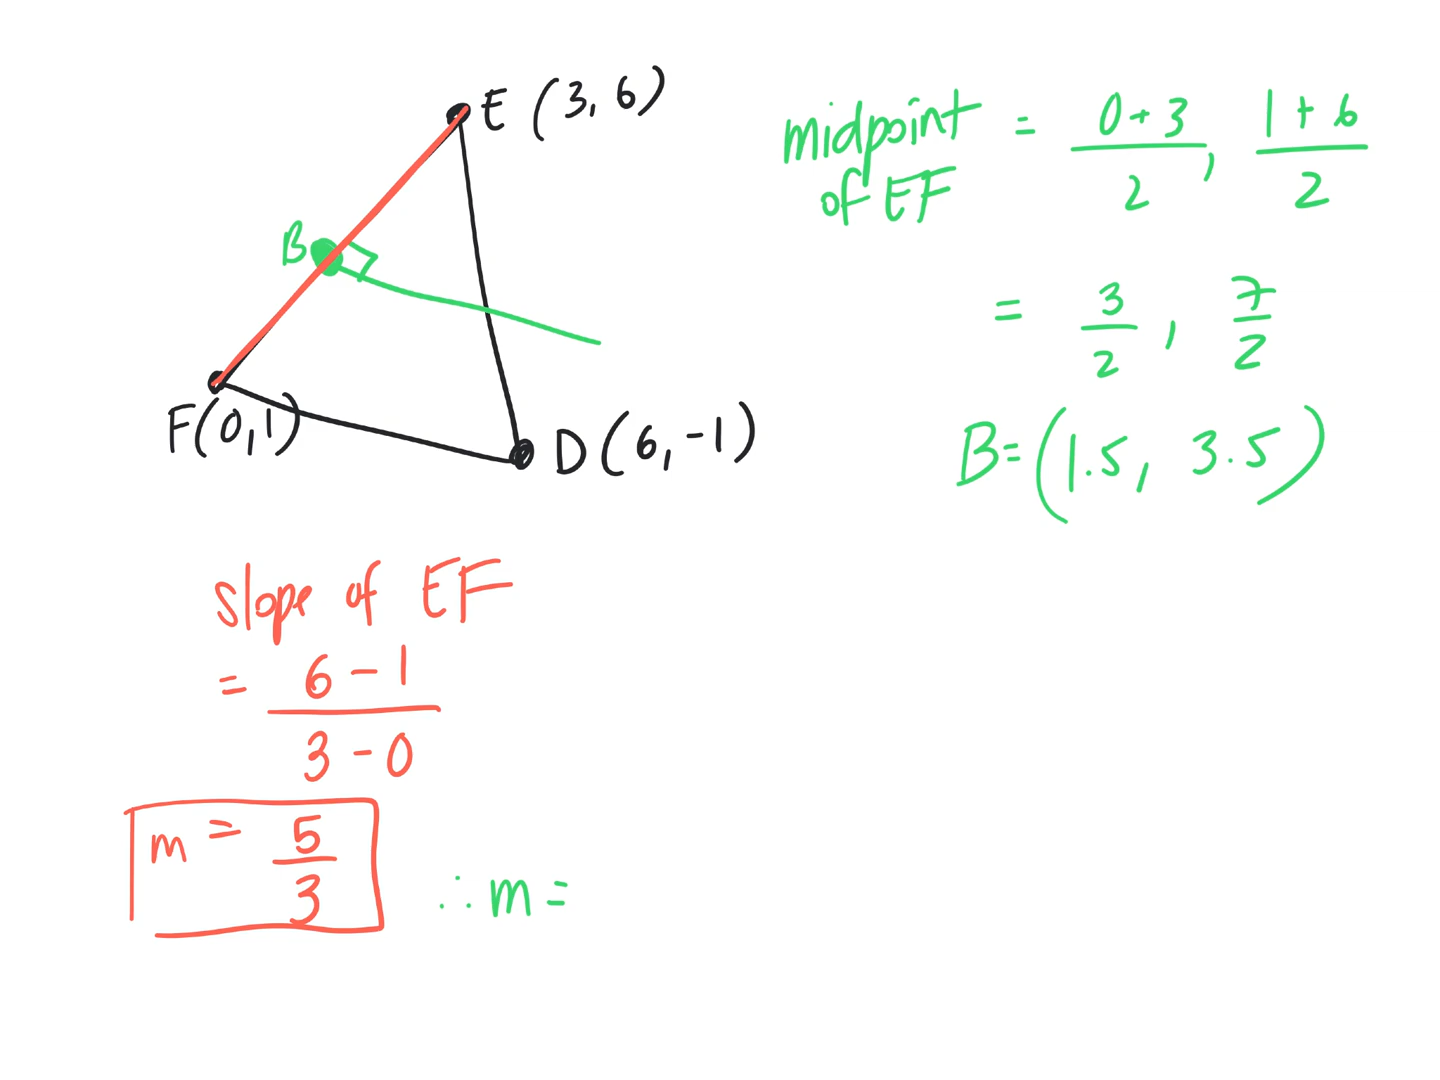 E (3, 6)
B
F(0,1)
D (6, -1)
midpoint of EF = 0+3/2, 1+6/2
= 3/2, 7/2
B = (1.5, 3.5)
slope of EF
= 6-1/3-0
m = 5/3
∴ m =